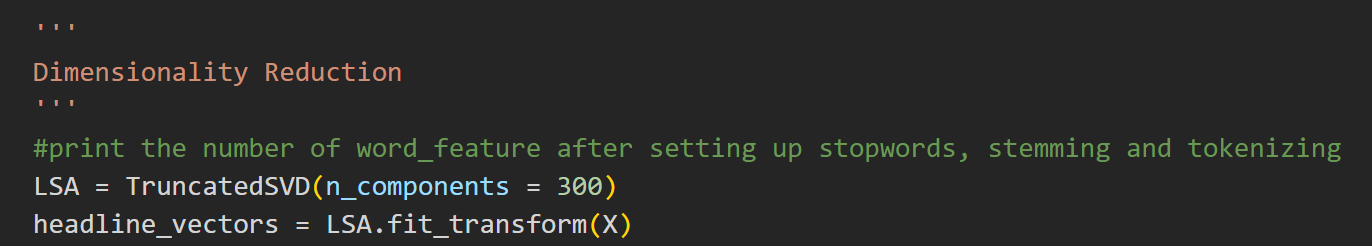 '''
Dimensionality Reduction
'''
#print the number of word_feature after setting up stopwords, stemming and tokenizing
LSA = TruncatedSVD(n_components = 300)
headline_vectors = LSA.fit_transform(X)